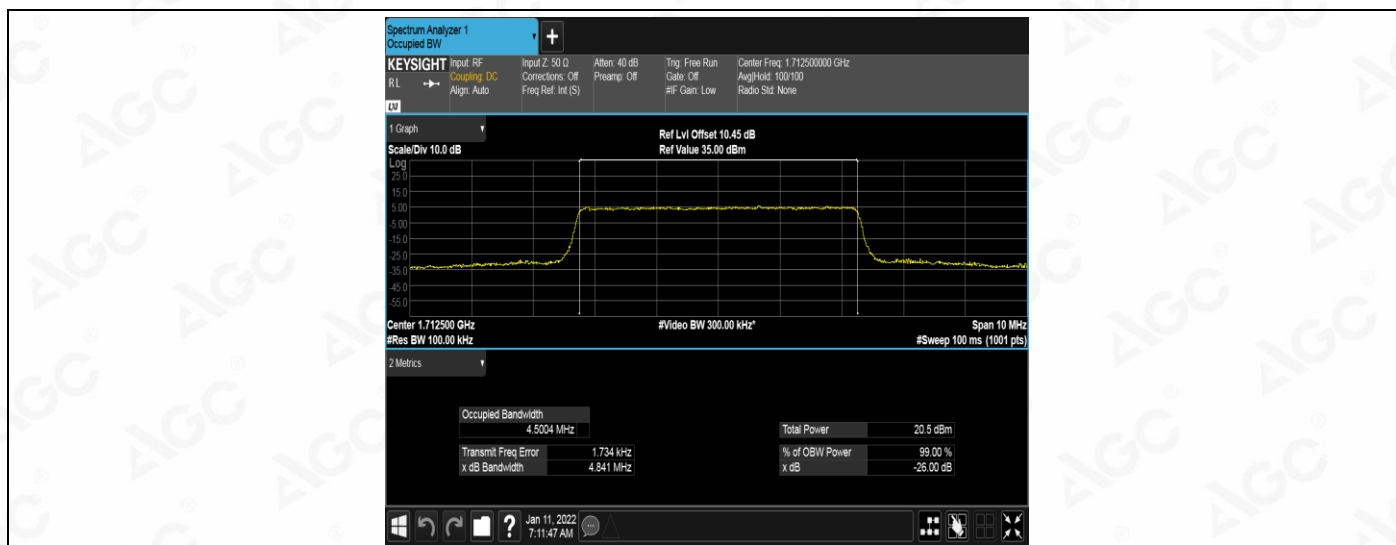 Spectrum Analyzer 1
Occupied BW
+
KEYSIGHT
RL
LXI
Input: RF
Coupling: DC
Align: Auto
Input Z: 50 Ω
Corrections: Off
Freq Ref: Int (S)
Atten: 40 dB
Preamp: Off
Trig: Free Run
Gate: Off
#IF Gain: Low
Center Freq: 1.712500000 GHz
Avg|Hold: 100/100
Radio Std: None
1 Graph
Scale/Div 10.0 dB
Ref Lvl Offset 10.45 dB
Ref Value 35.00 dBm
Log
25.0
15.0
5.00
-5.00
-15.0
-25.0
-35.0
-45.0
-55.0
Center 1.712500 GHz
#Res BW 100.00 kHz
#Video BW 300.00 kHz*
Span 10 MHz
#Sweep 100 ms (1001 pts)
2 Metrics
Occupied Bandwidth
4.5004 MHz
Transmit Freq Error 1.734 kHz
x dB Bandwidth 4.841 MHz
Total Power 20.5 dBm
% of OBW Power 99.00 %
x dB -26.00 dB
?
Jan 11, 2022
7:11:47 AM
AGC